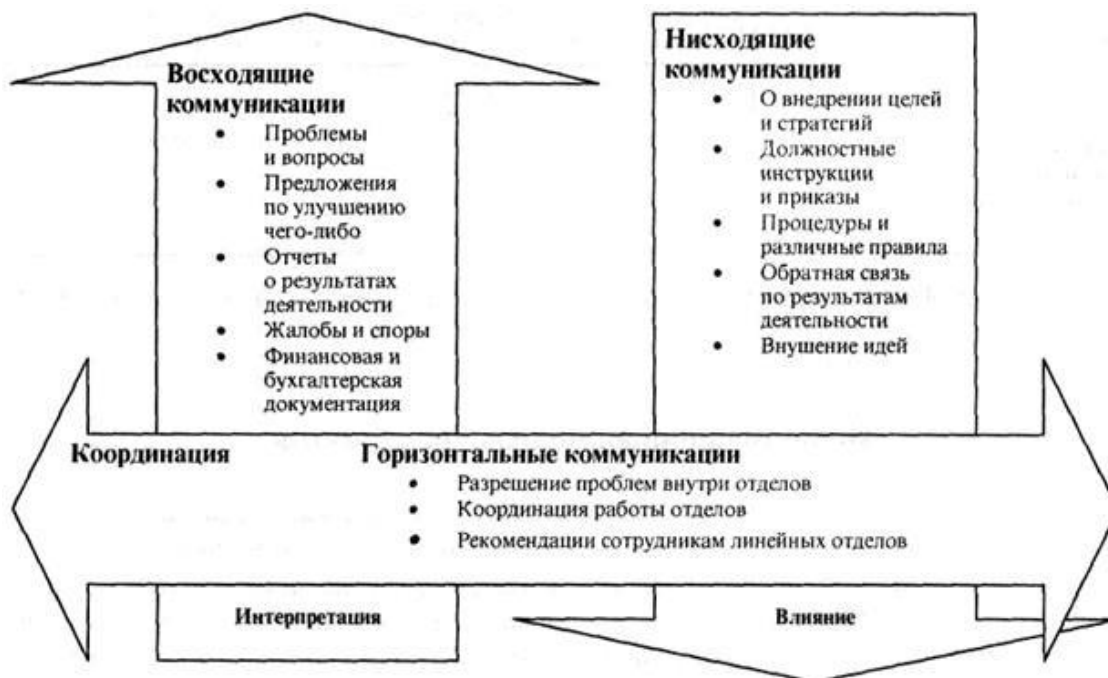 Восходящие
коммуникации
• Проблемы
и вопросы
• Предложения
по улучшению
чего-либо
• Отчеты
о результатах
деятельности
• Жалобы и споры
• Финансовая и
бухгалтерская
документация
Нисходящие
коммуникации
• О внедрении целей
и стратегий
• Должностные
инструкции
и приказы
• Процедуры и
различные правила
• Обратная связь
по результатам
деятельности
• Внушение идей
Координация
Горизонтальные коммуникации
• Разрешение проблем внутри отделов
• Координация работы отделов
• Рекомендации сотрудникам линейных отделов
Интерпретация
Влияние